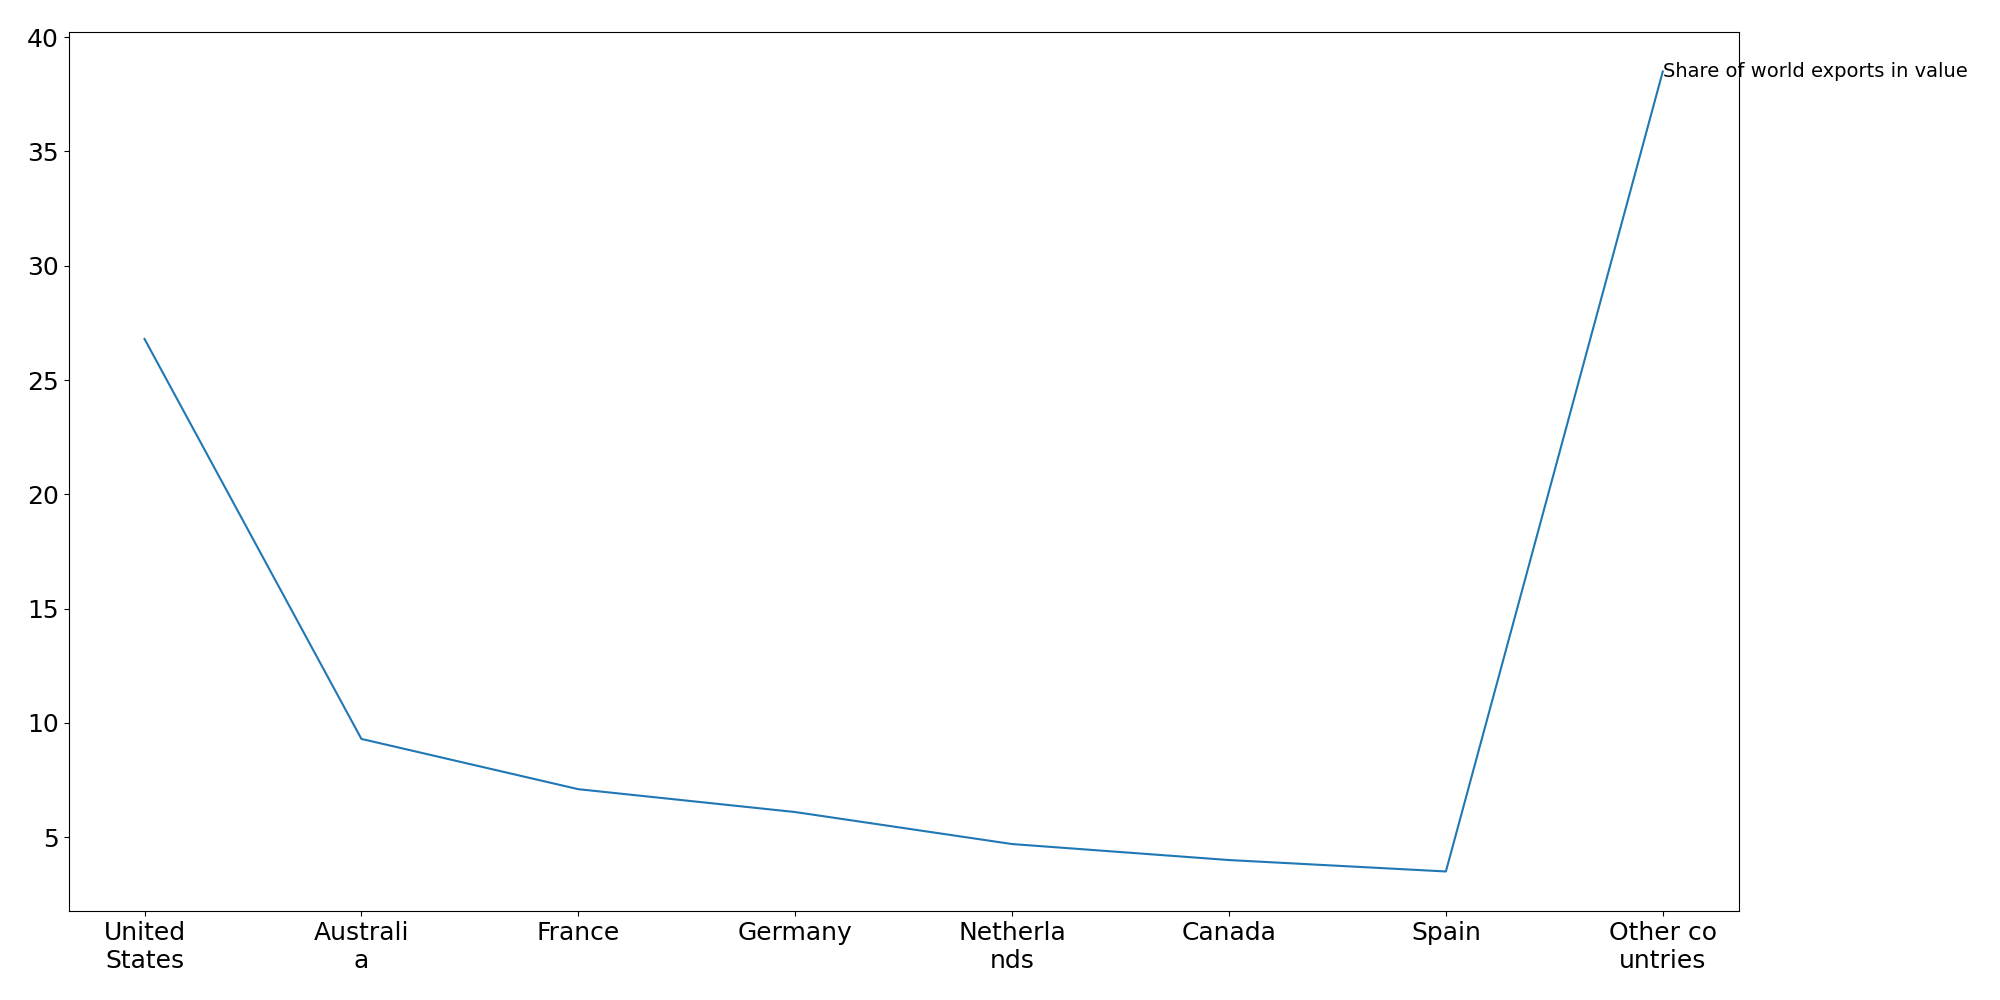 40
35
30
25
20
15
10
5
Share of world exports in value
United
States
Australi
a
France
Germany
Netherla
nds
Canada
Spain
Other co
untries